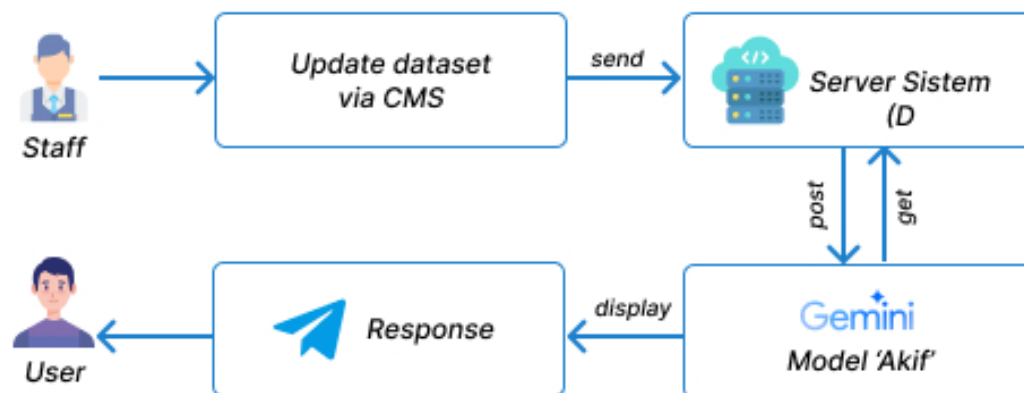 Staff
Update dataset
via CMS
send
Server Sistem
(D
post
get
User
Response
display
Gemini
Model ‘Akif’